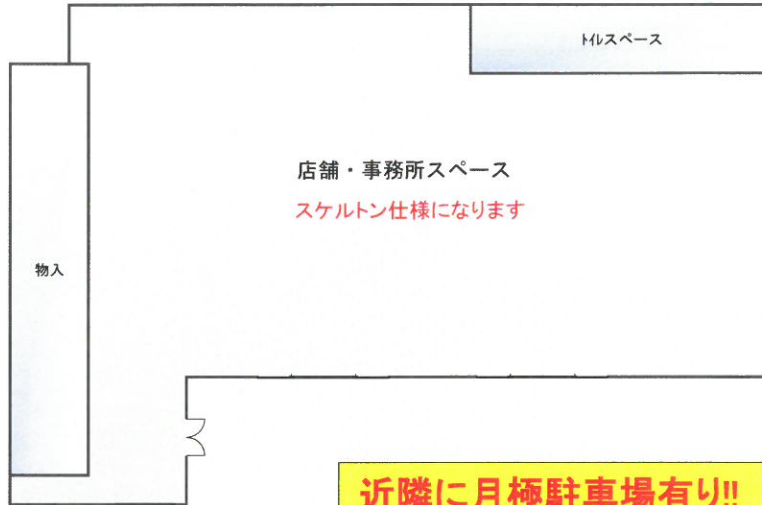 トイレスペース
店舗・事務所スペース
スケルトン仕様になります
物入
近隣に月極駐車場有り!!